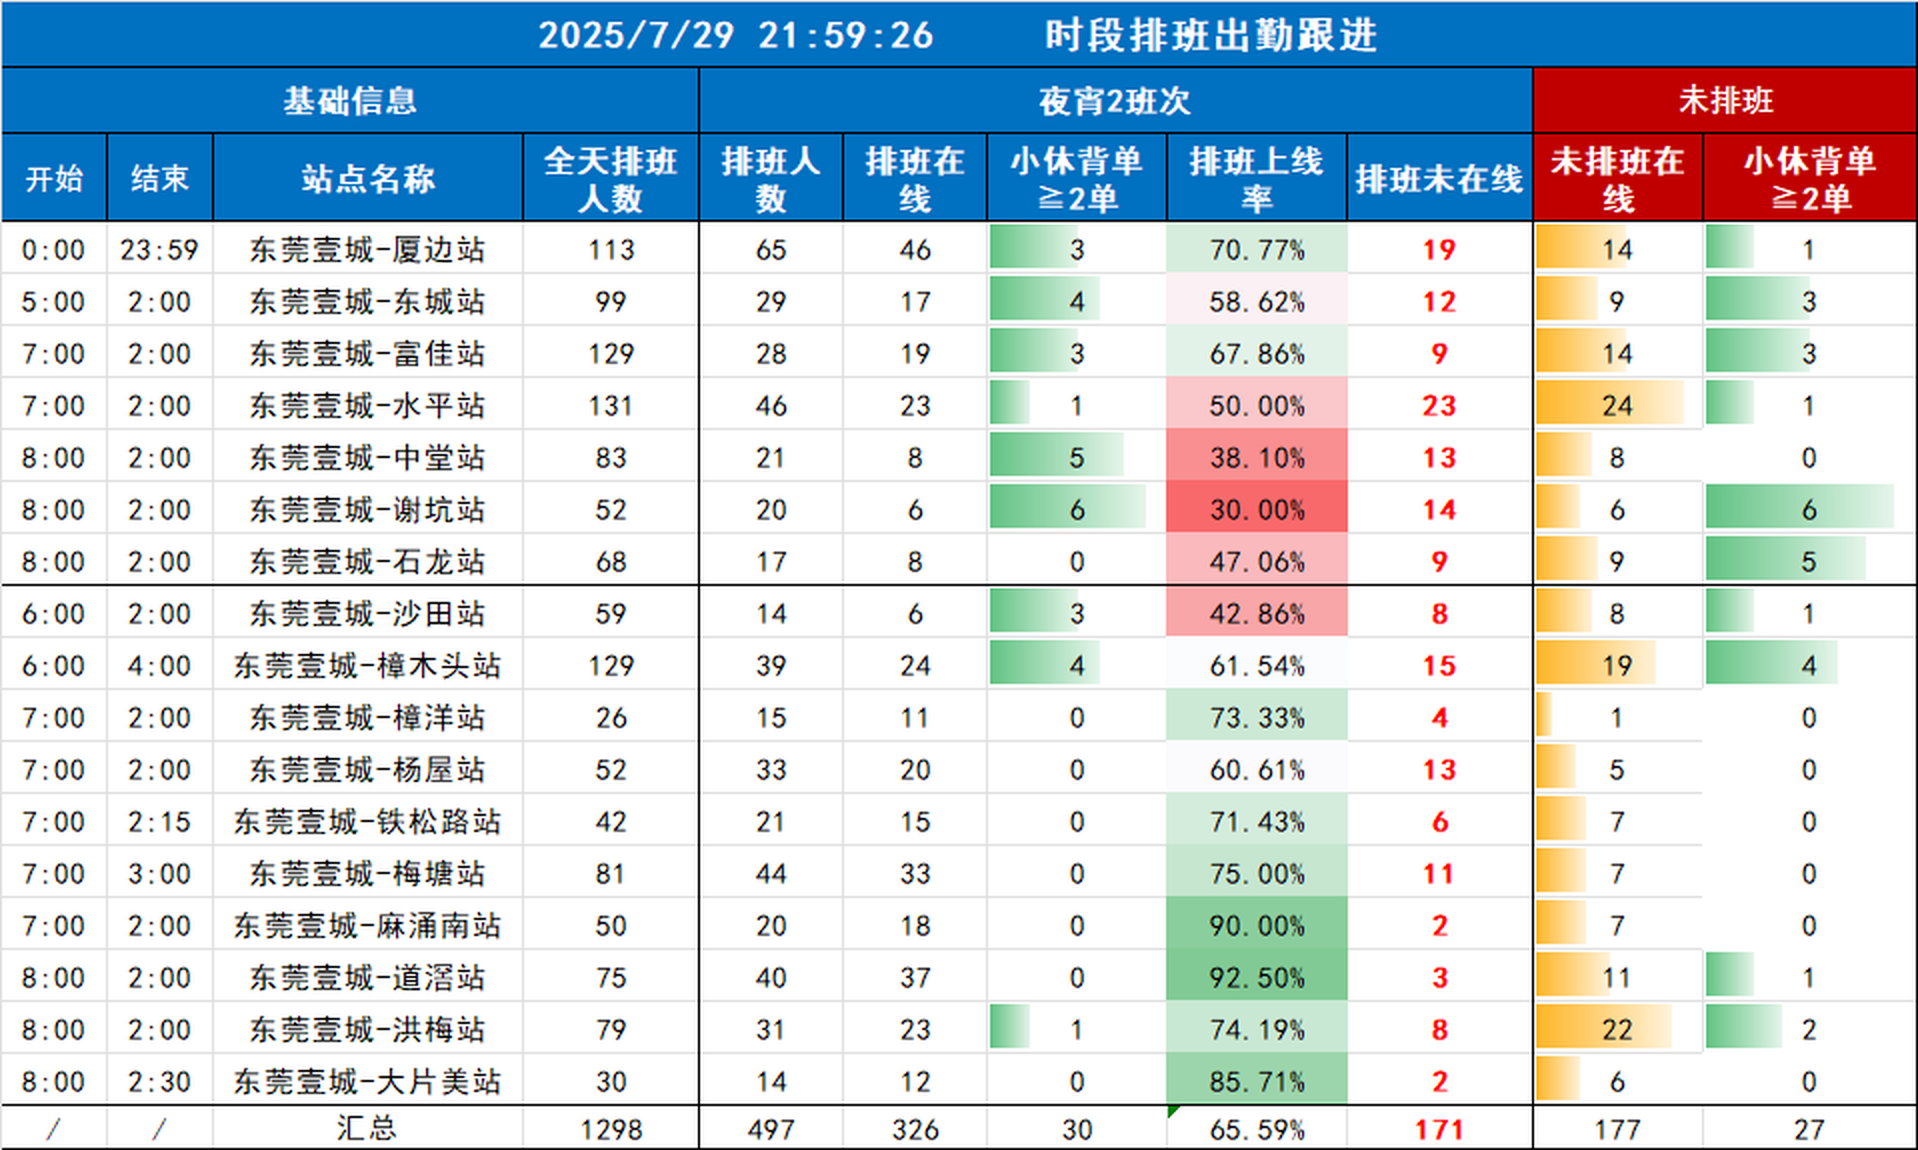 2025/7/29 21:59:26 时段排班出勤跟进
基础信息 夜宵2班次 未排班
开始 结束 站点名称 全天排班人数 排班人数 排班在线 小休背单≧2单 排班上线率 排班未在线 未排班在线 小休背单≧2单
0:00 23:59 东莞壹城-厦边站 113 65 46 3 70.77% 19 14 1
5:00 2:00 东莞壹城-东城站 99 29 17 4 58.62% 12 9 3
7:00 2:00 东莞壹城-富佳站 129 28 19 3 67.86% 9 14 3
7:00 2:00 东莞壹城-水平站 131 46 23 1 50.00% 23 24 1
8:00 2:00 东莞壹城-中堂站 83 21 8 5 38.10% 13 8 0
8:00 2:00 东莞壹城-谢坑站 52 20 6 6 30.00% 14 6 6
8:00 2:00 东莞壹城-石龙站 68 17 8 0 47.06% 9 9 5
6:00 2:00 东莞壹城-沙田站 59 14 6 3 42.86% 8 8 1
6:00 4:00 东莞壹城-樟木头站 129 39 24 4 61.54% 15 19 4
7:00 2:00 东莞壹城-樟洋站 26 15 11 0 73.33% 4 1 0
7:00 2:00 东莞壹城-杨屋站 52 33 20 0 60.61% 13 5 0
7:00 2:15 东莞壹城-铁松路站 42 21 15 0 71.43% 6 7 0
7:00 3:00 东莞壹城-梅塘站 81 44 33 0 75.00% 11 7 0
7:00 2:00 东莞壹城-麻涌南站 50 20 18 0 90.00% 2 7 0
8:00 2:00 东莞壹城-道滘站 75 40 37 0 92.50% 3 11 1
8:00 2:00 东莞壹城-洪梅站 79 31 23 1 74.19% 8 22 2
8:00 2:30 东莞壹城-大片美站 30 14 12 0 85.71% 2 6 0
/ / 汇总 1298 497 326 30 65.59% 171 177 27